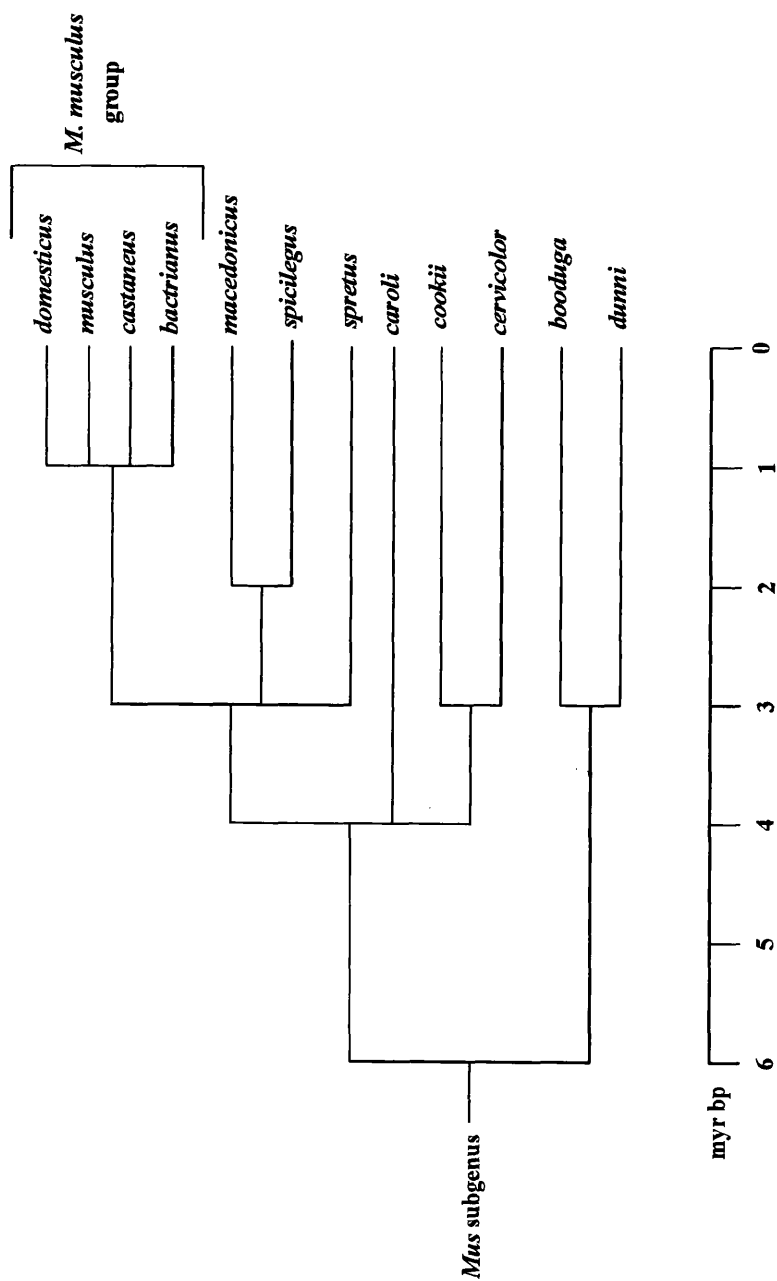 M. musculus
group
domesticus
musculus
castaneus
bactrianus
macedonicus
spicilegus
spretus
caroli
cookii
cervicolor
booduga
dunni
Mus subgenus
myr bp
6
5
4
3
2
1
0